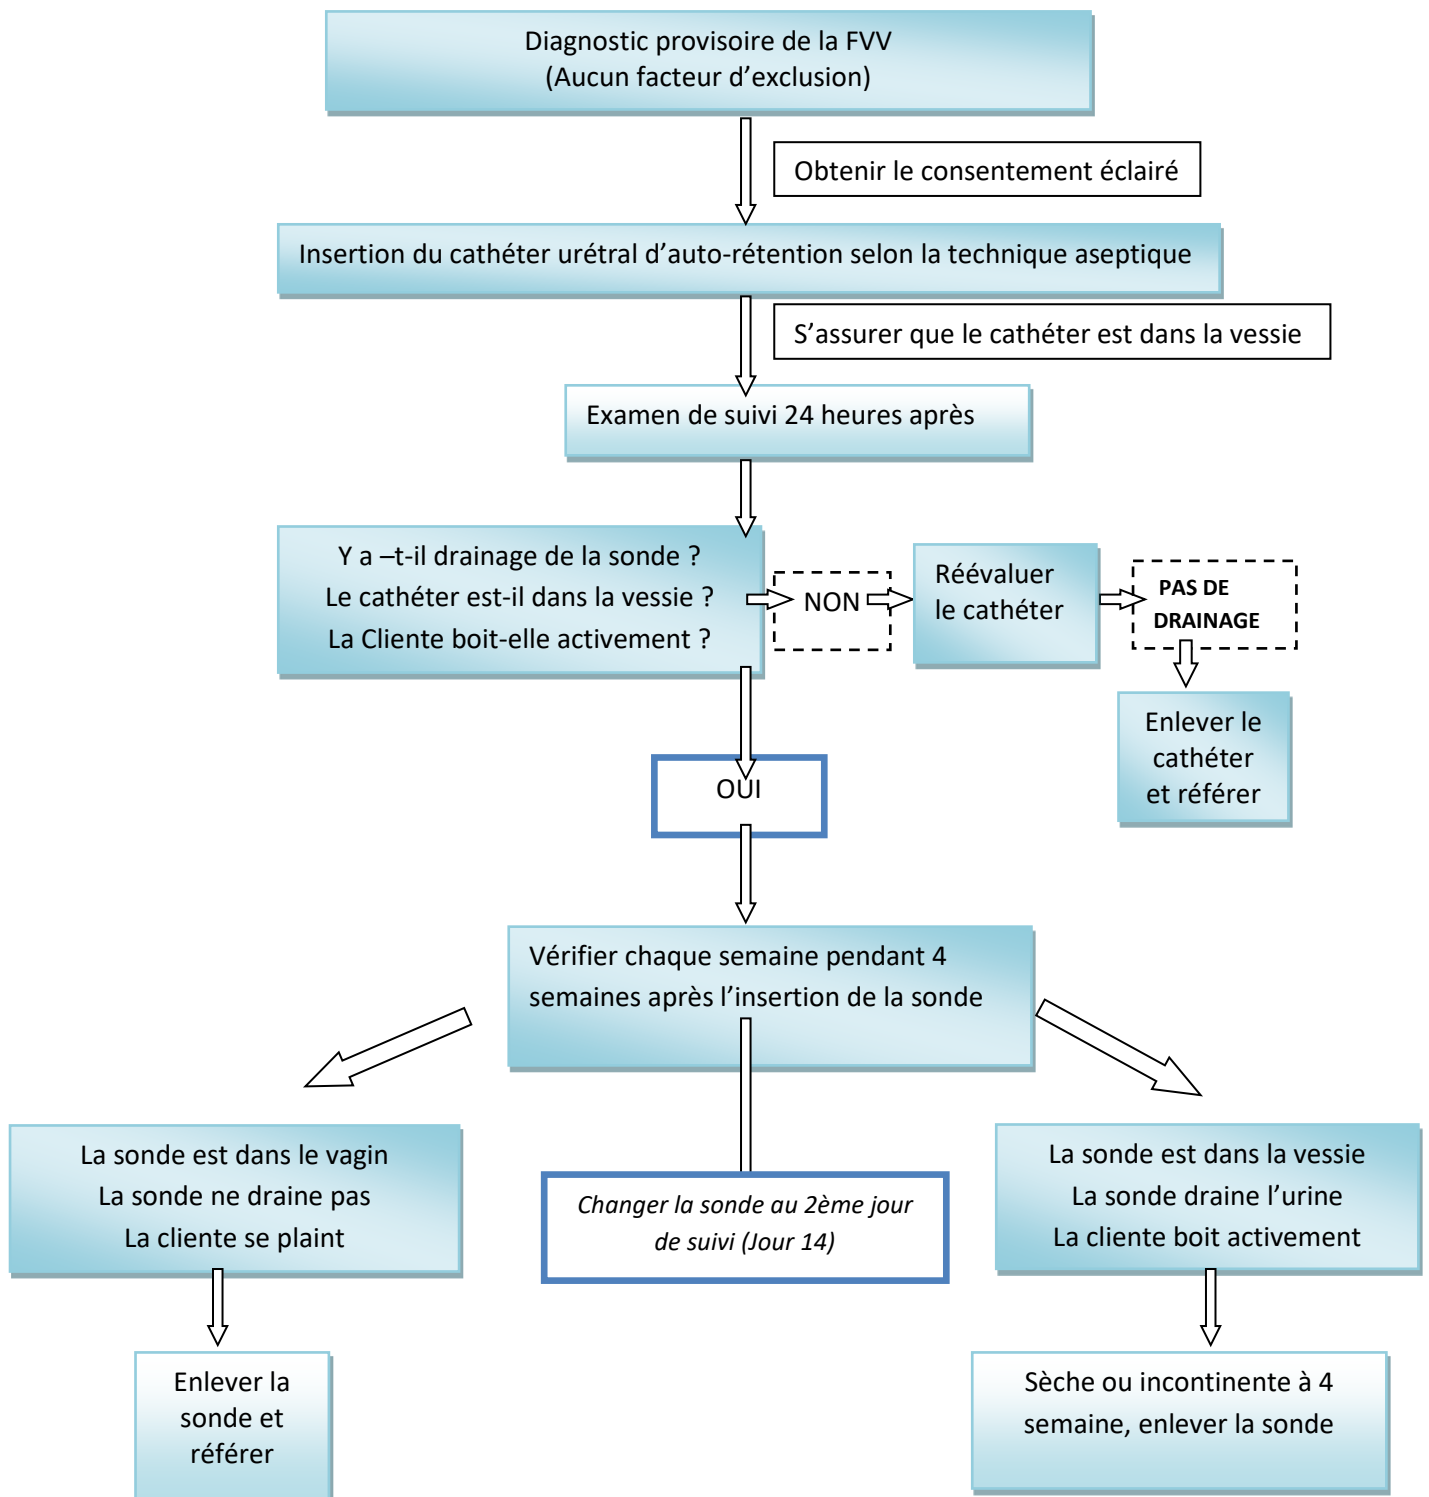 Diagnostic provisoire de la FVV
(Aucun facteur d’exclusion)
Obtenir le consentement éclairé
Insertion du cathéter urétral d’auto-rétention selon la technique aseptique
S’assurer que le cathéter est dans la vessie
Examen de suivi 24 heures après
Y a –t-il drainage de la sonde ?
Le cathéter est-il dans la vessie ?
La Cliente boit-elle activement ?
NON
Réévaluer
le cathéter
PAS DE
DRAINAGE
Enlever le
cathéter
et référer
OUI
Vérifier chaque semaine pendant 4
semaines après l’insertion de la sonde
La sonde est dans le vagin
La sonde ne draine pas
La cliente se plaint
Changer la sonde au 2ème jour
de suivi (Jour 14)
La sonde est dans la vessie
La sonde draine l’urine
La cliente boit activement
Enlever la
sonde et
référer
Sèche ou incontinente à 4
semaine, enlever la sonde